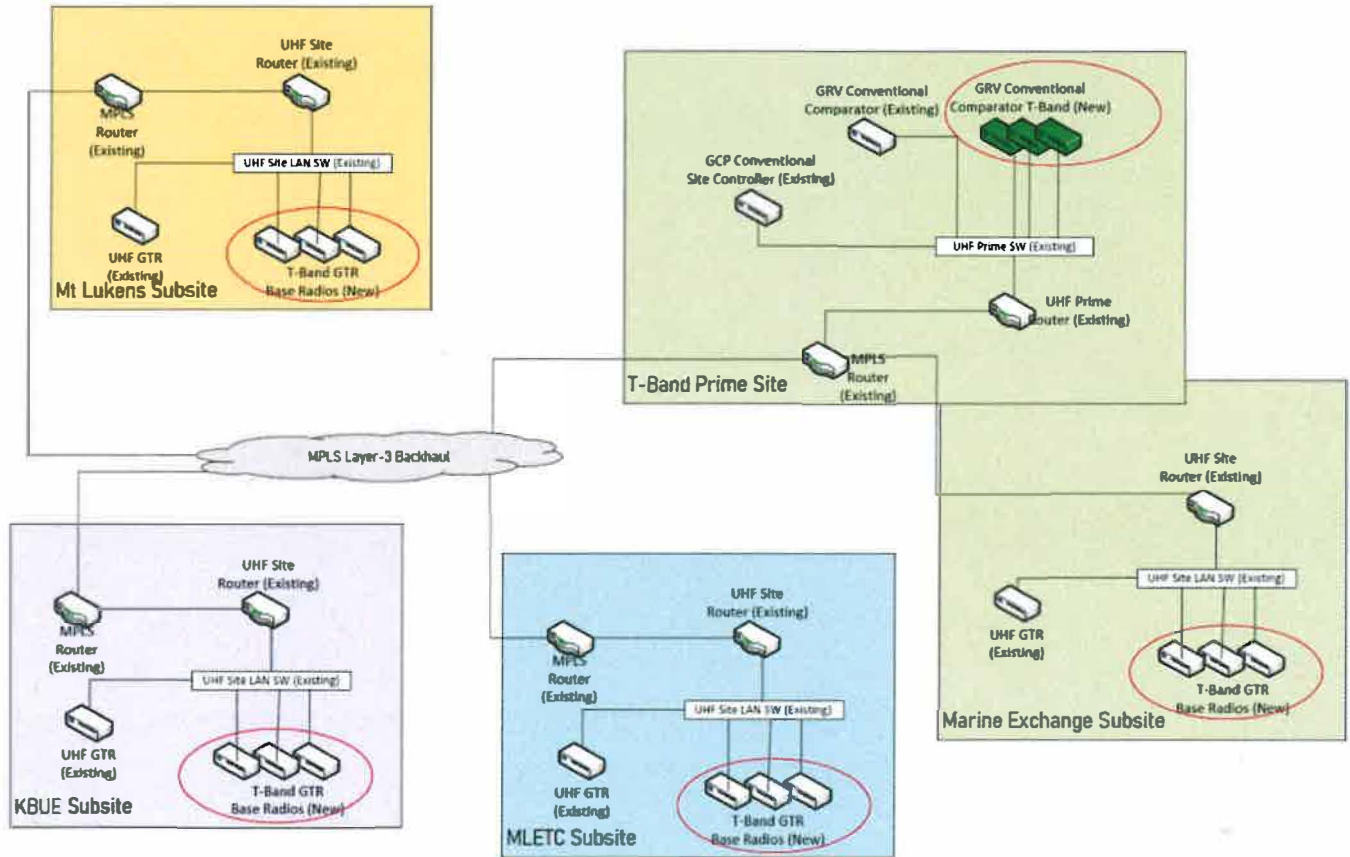 UHF Site
Router (Existing)
MPLS
Router
(Existing)
UHF Site LAN SW (Existing)
UHF GTR
(Existing)
T-Band GTR
Base Radios (New)
Mt Lukens Subsite
GRV Conventional
Comparator (Existing)
GRV Conventional
Comparator T-Band (New)
GCP Conventional
Site Controller (Existing)
UHF Prime SW (Existing)
UHF Prime
Router (Existing)
MPLS
Router
(Existing)
T-Band Prime Site
MPLS Layer-3 Backhaul
UHF Site
Router (Existing)
UHF Site LAN SW (Existing)
UHF GTR
(Existing)
T-Band GTR
Base Radios (New)
Marine Exchange Subsite
UHF Site
Router (Existing)
MPLS
Router
(Existing)
UHF Site LAN SW (Existing)
UHF GTR
(Existing)
T-Band GTR
Base Radios (New)
KBUE Subsite
UHF Site
Router (Existing)
MPLS
Router
(Existing)
UHF Site LAN SW (Existing)
UHF GTR
(Existing)
T-Band GTR
Base Radios (New)
MLETC Subsite